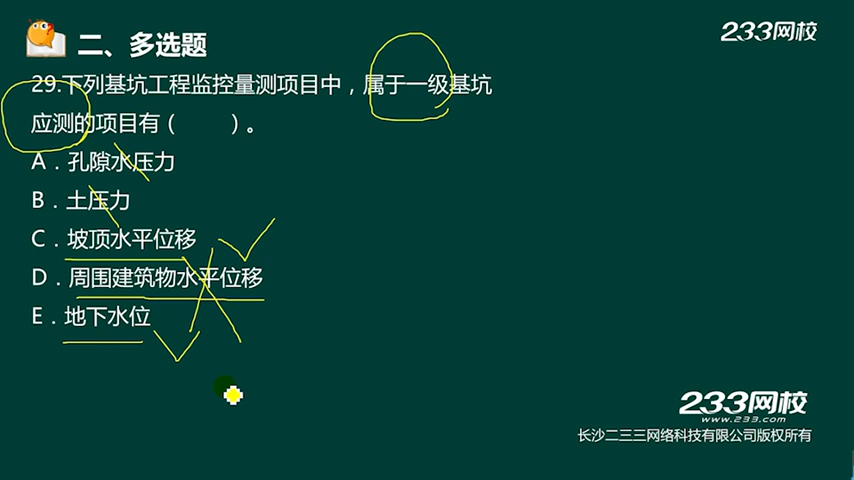 二、多选题
233网校
29.下列基坑工程监控量测项目中，属于一级基坑
应测的项目有（　　）。
A．孔隙水压力
B．土压力
C．坡顶水平位移
D．周围建筑物水平位移
E．地下水位
233网校
www.233.com
长沙二三三网络科技有限公司版权所有